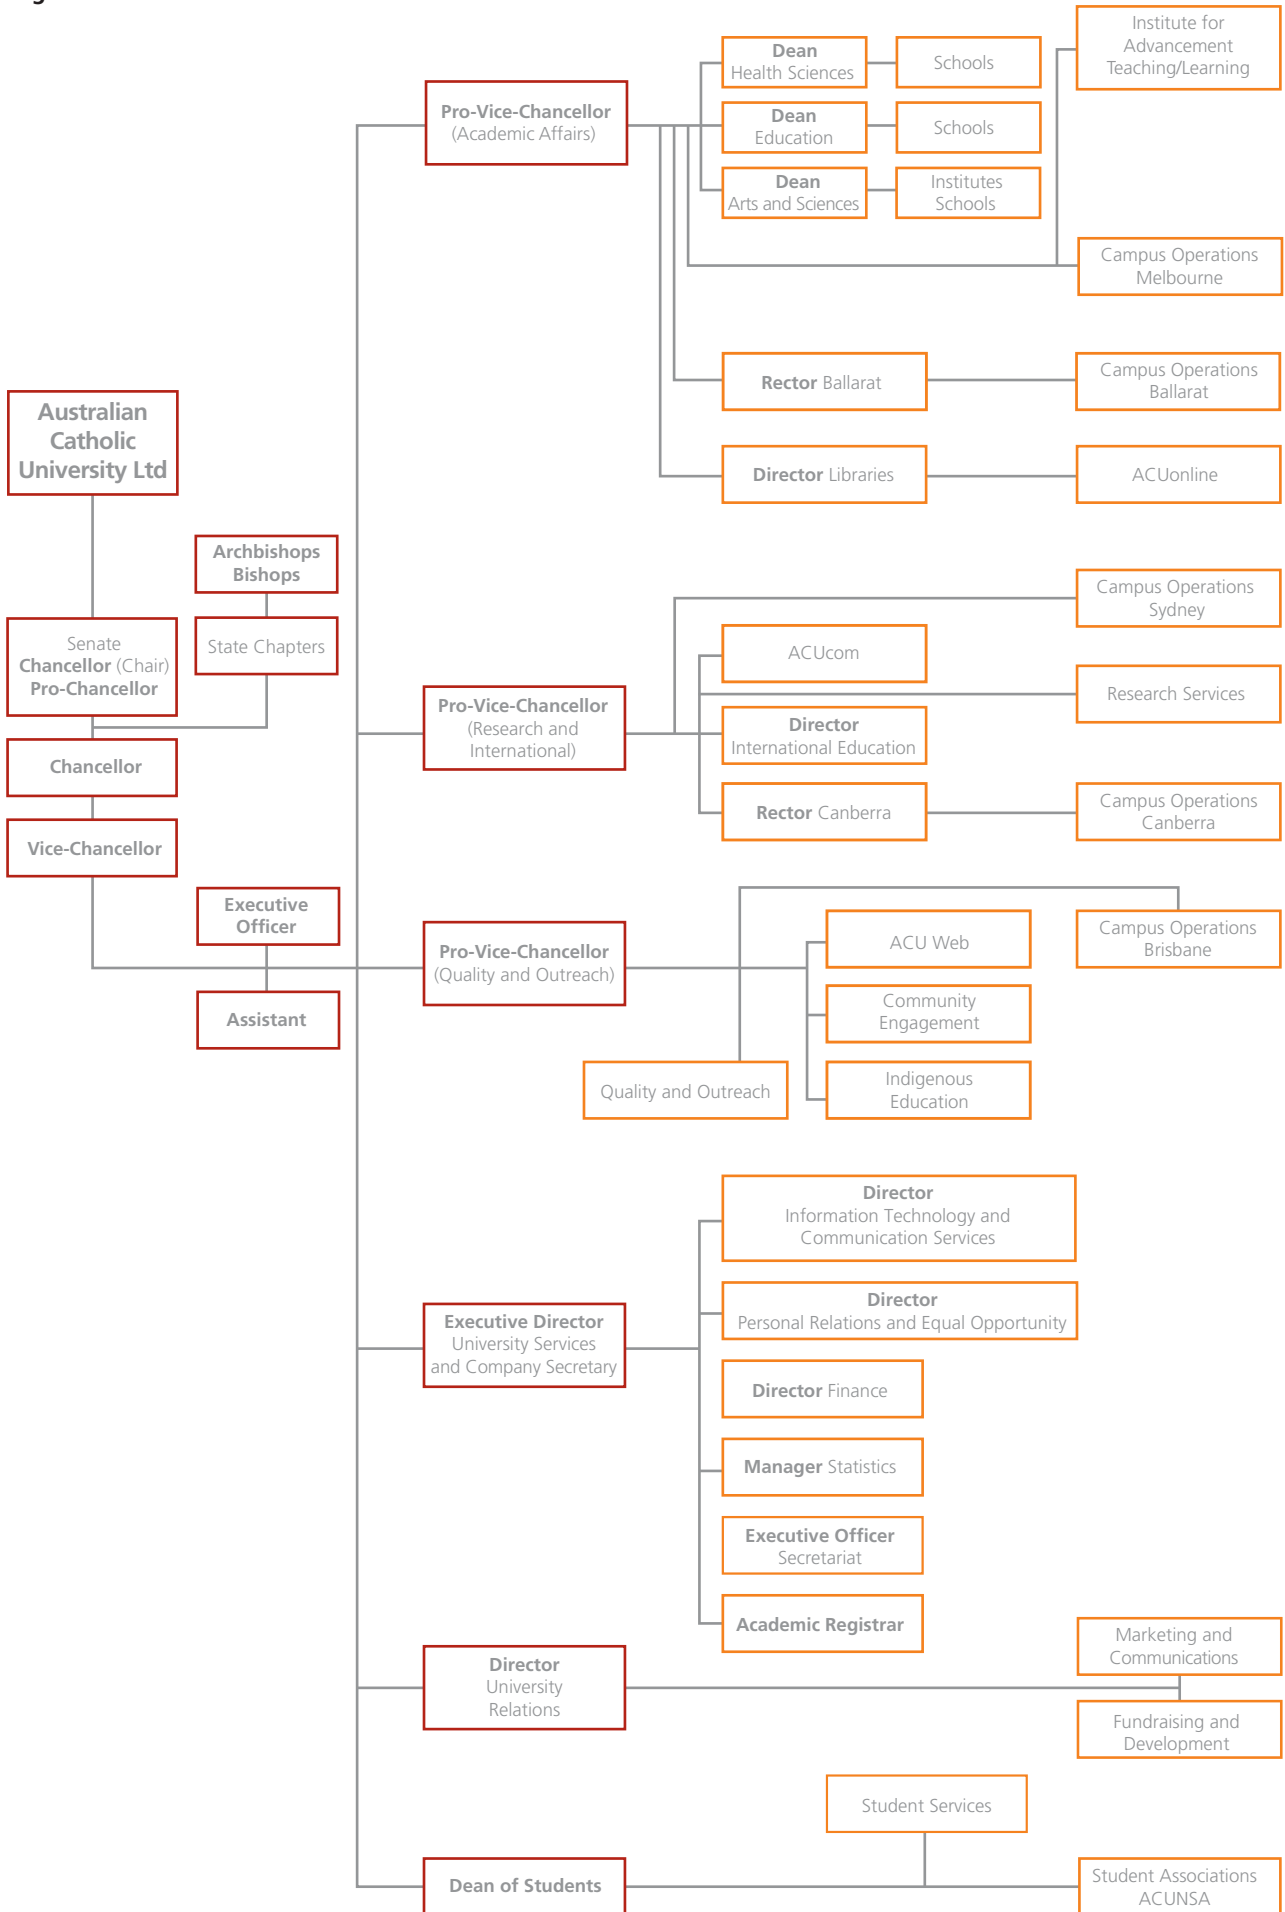 Dean
Health Sciences
Schools
Institute for
Advancement
Teaching/Learning
Pro-Vice-Chancellor
(Academic Affairs)
Dean
Education
Schools
Dean
Arts and Sciences
Institutes
Schools
Campus Operations
Melbourne
Rector Ballarat
Campus Operations
Ballarat
Director Libraries
ACUonline
Australian
Catholic
University Ltd
Archbishops
Bishops
State Chapters
Senate
Chancellor (Chair)
Pro-Chancellor
Chancellor
Vice-Chancellor
Executive
Officer
Assistant
Pro-Vice-Chancellor
(Research and
International)
Campus Operations
Sydney
ACUcom
Research Services
Director
International Education
Rector Canberra
Campus Operations
Canberra
Pro-Vice-Chancellor
(Quality and Outreach)
ACU Web
Campus Operations
Brisbane
Community
Engagement
Quality and Outreach
Indigenous
Education
Executive Director
University Services
and Company Secretary
Director
Information Technology and
Communication Services
Director
Personal Relations and Equal Opportunity
Director Finance
Manager Statistics
Executive Officer
Secretariat
Academic Registrar
Director
University
Relations
Marketing and
Communications
Fundraising and
Development
Student Services
Dean of Students
Student Associations
ACUNSA